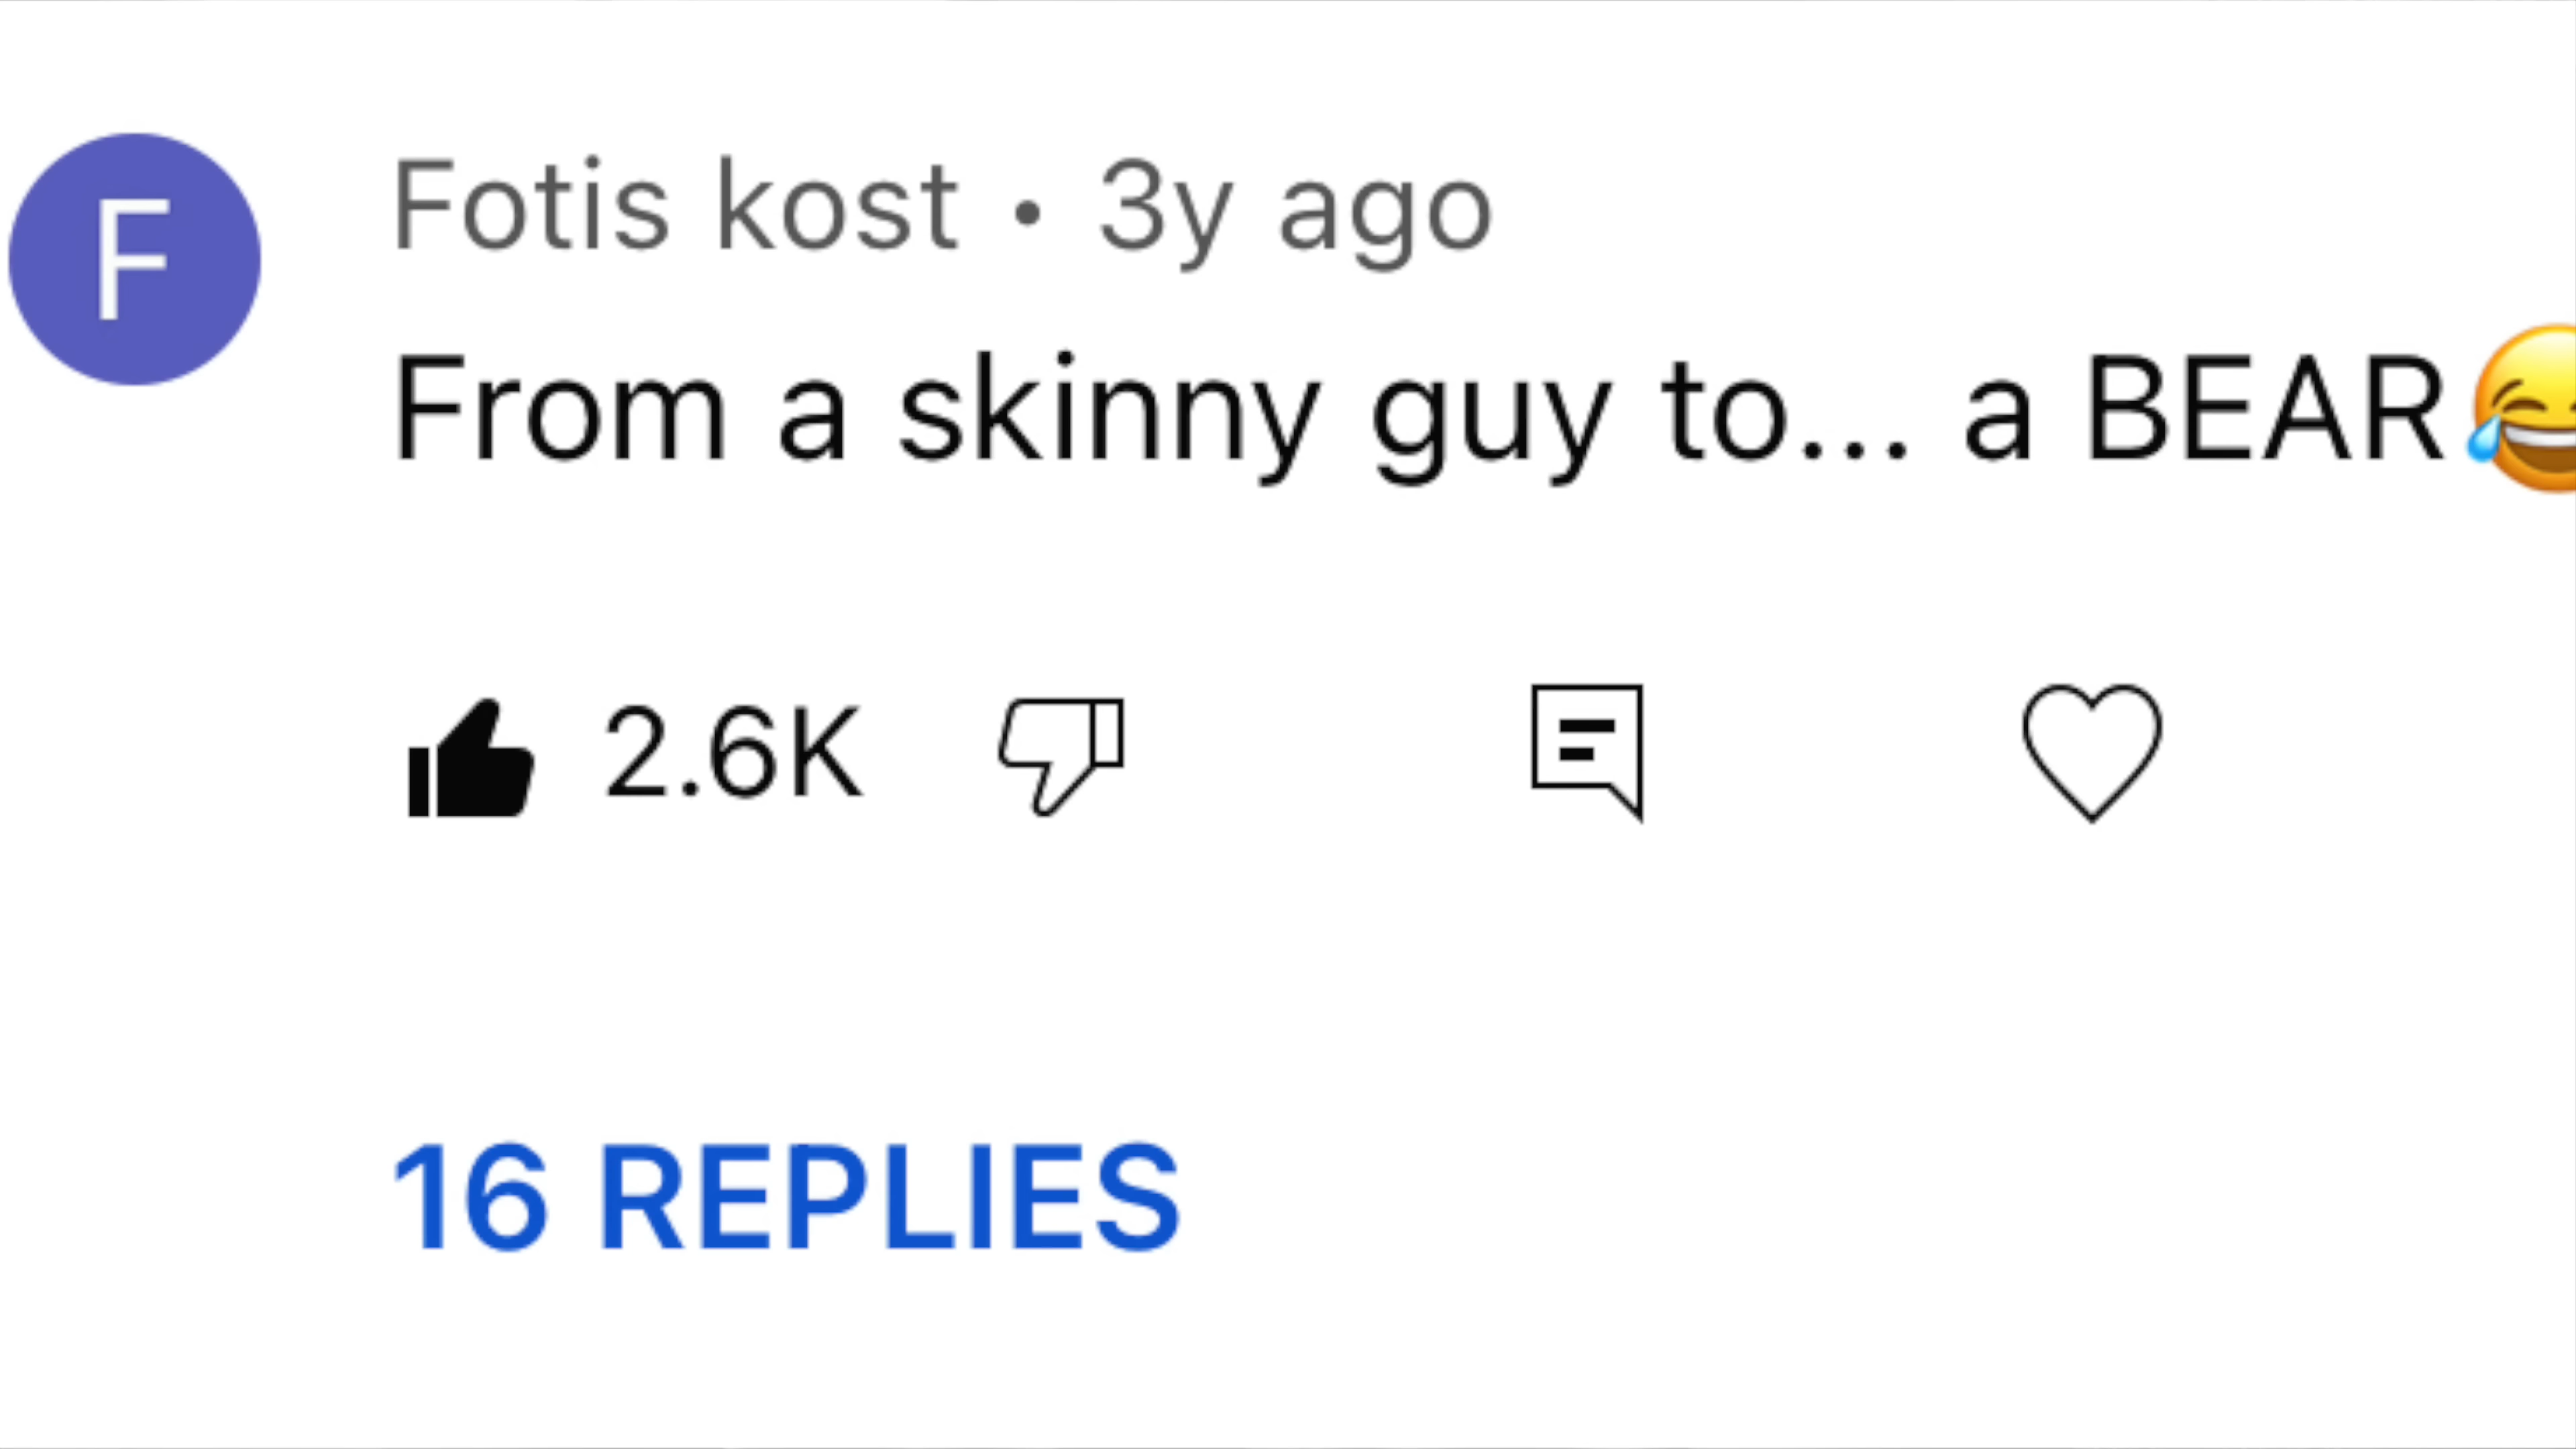 F
Fotis kost • 3y ago
From a skinny guy to... a BEAR😂
2.6K
16 REPLIES